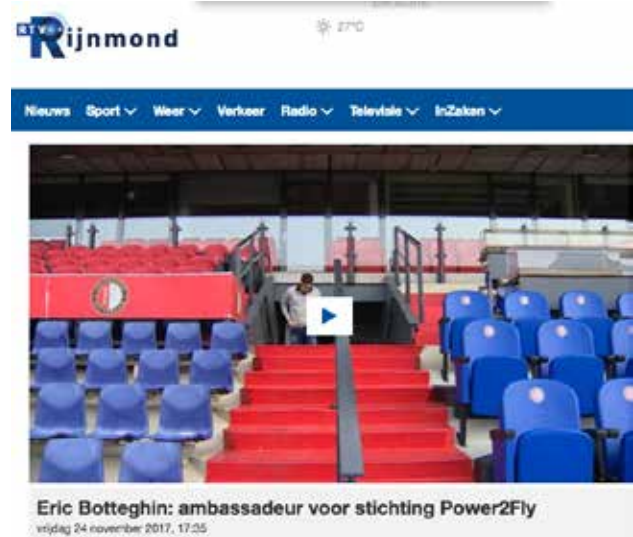 RTV Rijnmond
27°C
Nieuws Sport Weer Verkeer Radio Televisie InZaken
Eric Botteghin: ambassadeur voor stichting Power2Fly
vrijdag 24 november 2017, 17:35